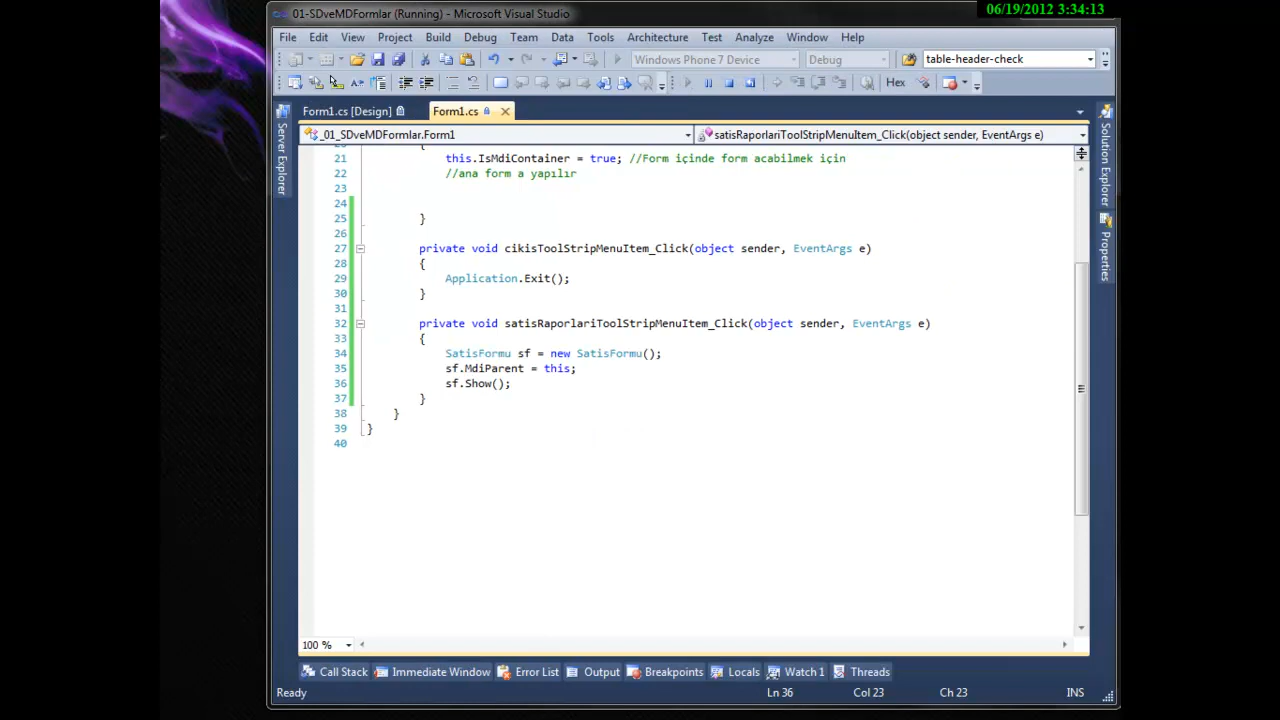 06/19/2012 3:34:13
01-SDveMDFormlar (Running) - Microsoft Visual Studio
File Edit View Project Build Debug Team Data Tools Architecture Test Analyze Window Help
Windows Phone 7 Device Debug table-header-check
Hex
Form1.cs [Design] Form1.cs
_01_SDveMDFormlar.Form1 satisRaporlariToolStripMenuItem_Click(object sender, EventArgs e)
Server Explorer
Solution Explorer
Properties
21 this.IsMdiContainer = true; //Form içinde form acabilmek için
22 //ana form a yapılır
23
24
25 }
26
27 private void cikisToolStripMenuItem_Click(object sender, EventArgs e)
28 {
29 Application.Exit();
30 }
31
32 private void satisRaporlariToolStripMenuItem_Click(object sender, EventArgs e)
33 {
34 SatisFormu sf = new SatisFormu();
35 sf.MdiParent = this;
36 sf.Show();
37 }
38 }
39 }
40
100 %
Call Stack Immediate Window Error List Output Breakpoints Locals Watch 1 Threads
Ready Ln 36 Col 23 Ch 23 INS